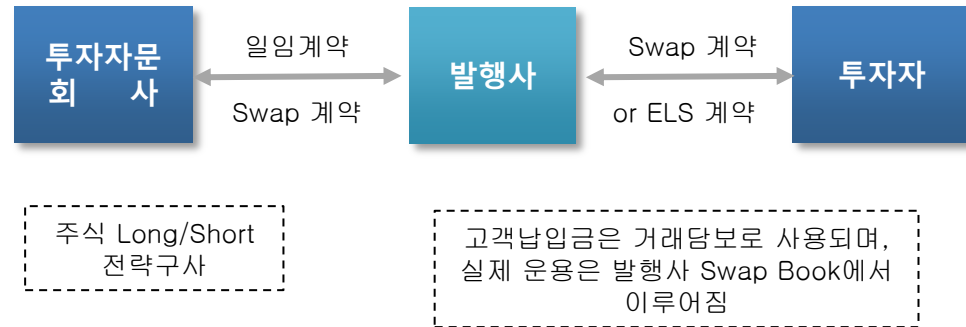 투자자문
회 사
일임계약
Swap 계약
발행사
Swap 계약
or ELS 계약
투자자
주식 Long/Short
전략구사
고객납입금은 거래담보로 사용되며,
실제 운용은 발행사 Swap Book에서
이루어짐